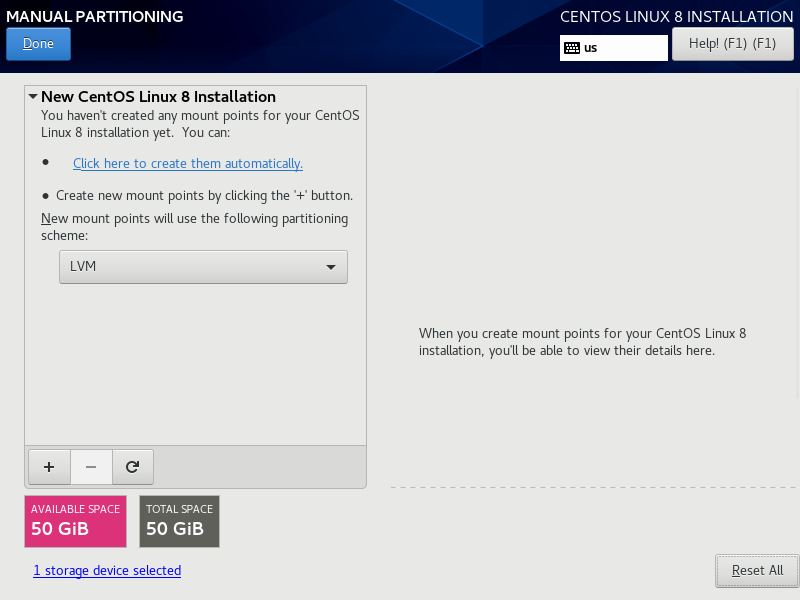 MANUAL PARTITIONING
CENTOS LINUX 8 INSTALLATION
Done
us
Help! (F1) (F1)
New CentOS Linux 8 Installation
You haven't created any mount points for your CentOS
Linux 8 installation yet. You can:
• Click here to create them automatically.
• Create new mount points by clicking the '+' button.
New mount points will use the following partitioning
scheme:
LVM
When you create mount points for your CentOS Linux 8
installation, you'll be able to view their details here.
AVAILABLE SPACE
50 GiB
TOTAL SPACE
50 GiB
1 storage device selected
Reset All